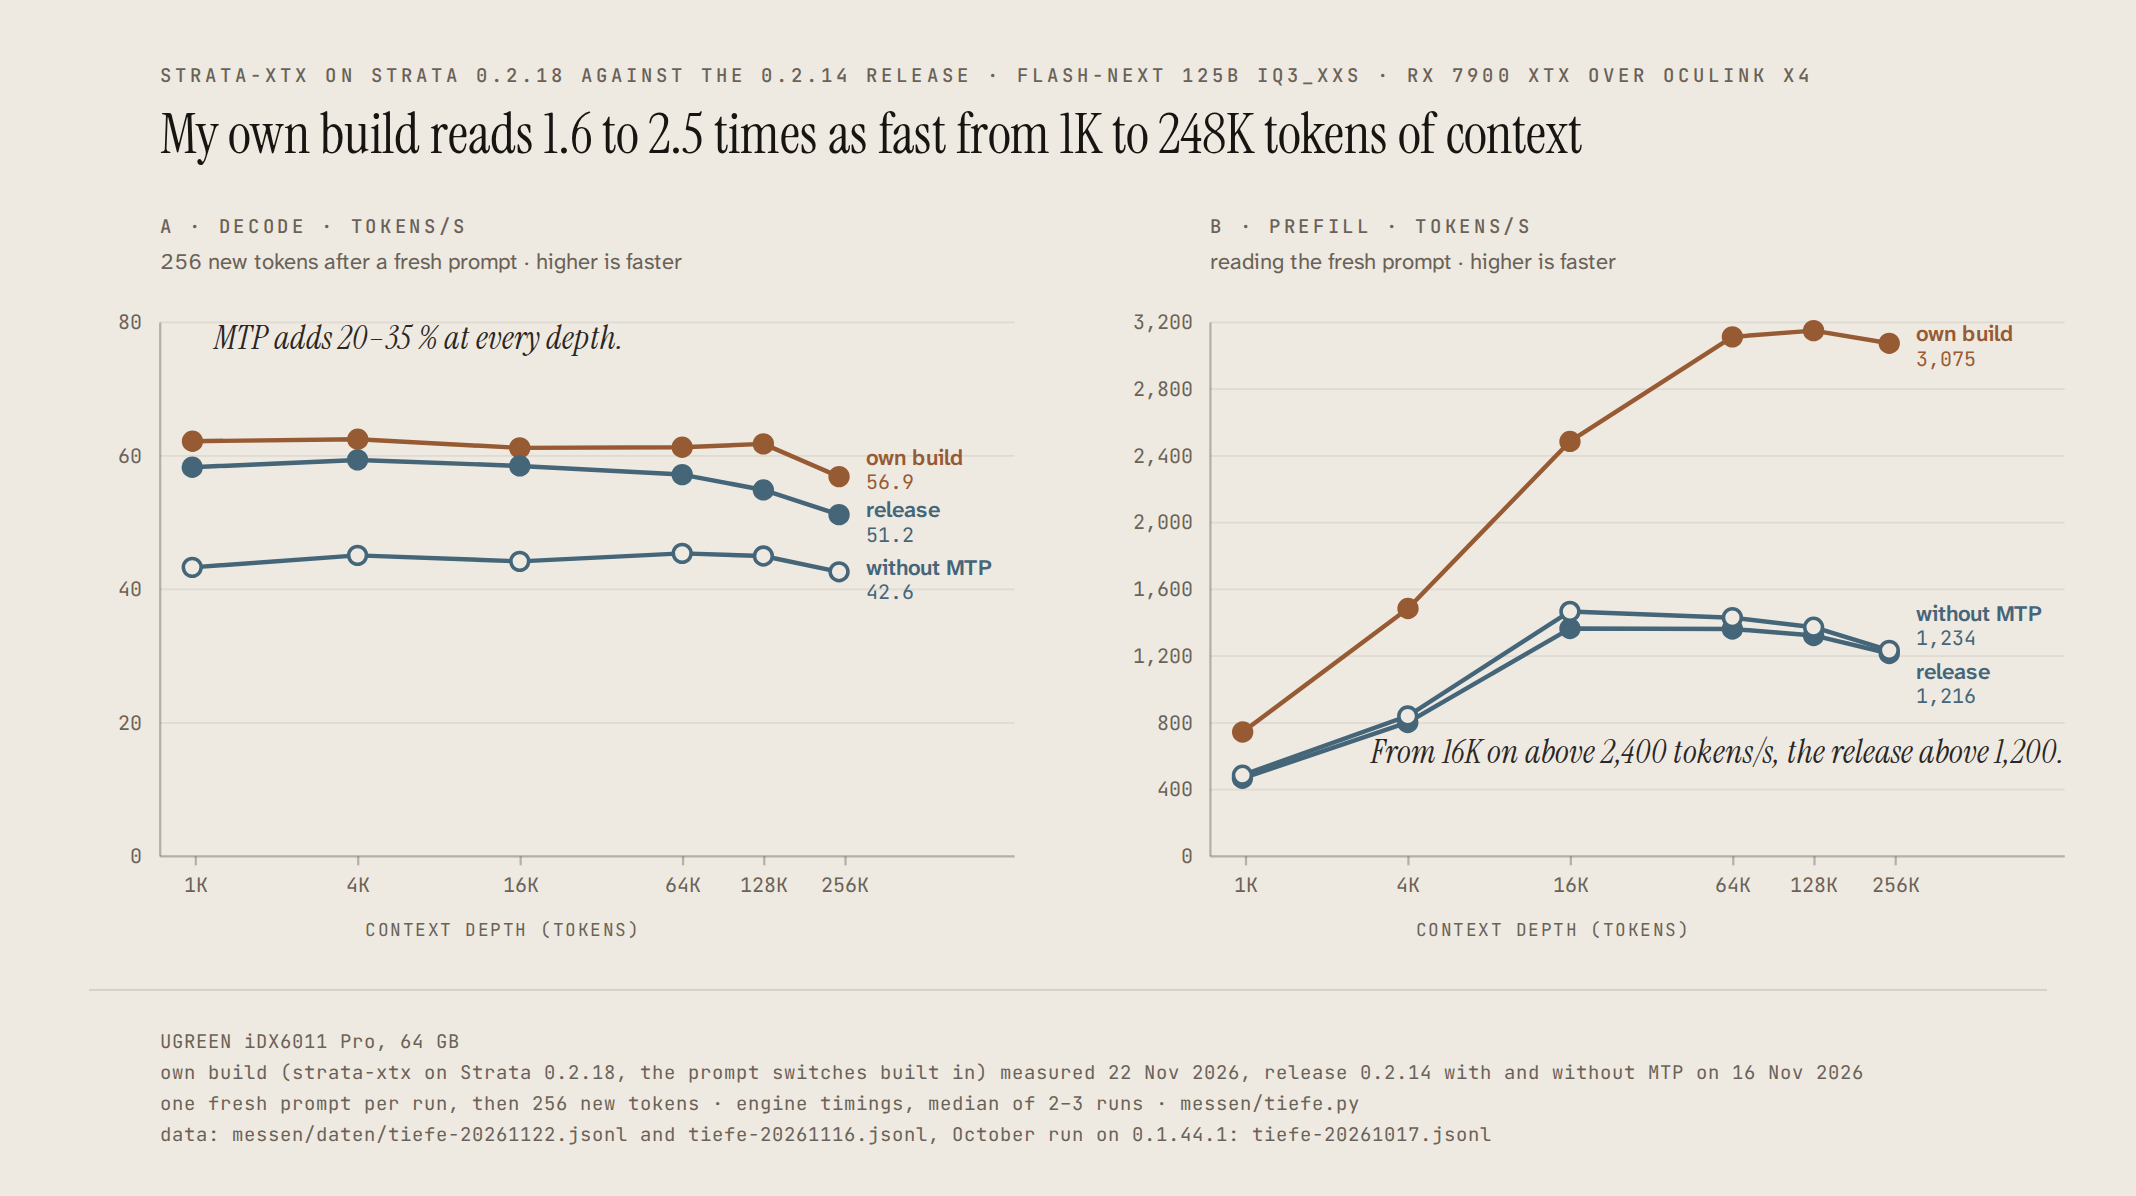 STRATA-XTX ON STRATA 0.2.18 AGAINST THE 0.2.14 RELEASE · FLASH-NEXT 125B IQ3_XXS · RX 7900 XTX OVER OCULINK X4
My own build reads 1.6 to 2.5 times as fast from 1K to 248K tokens of context
A · DECODE · TOKENS/S
256 new tokens after a fresh prompt · higher is faster
80
MTP adds 20–35 % at every depth.
60
own build
56.9
release
51.2
without MTP
42.6
40
20
0
1K
4K
16K
64K
128K
256K
CONTEXT DEPTH (TOKENS)
B · PREFILL · TOKENS/S
reading the fresh prompt · higher is faster
3,200
own build
3,075
2,800
2,400
2,000
1,600
without MTP
1,234
1,200
release
1,216
800
From 16K on above 2,400 tokens/s, the release above 1,200.
400
0
1K
4K
16K
64K
128K
256K
CONTEXT DEPTH (TOKENS)
UGREEN iDX6011 Pro, 64 GB
own build (strata-xtx on Strata 0.2.18, the prompt switches built in) measured 22 Nov 2026, release 0.2.14 with and without MTP on 16 Nov 2026
one fresh prompt per run, then 256 new tokens · engine timings, median of 2–3 runs · messen/tiefe.py
data: messen/daten/tiefe-20261122.jsonl and tiefe-20261116.jsonl, October run on 0.1.44.1: tiefe-20261017.jsonl